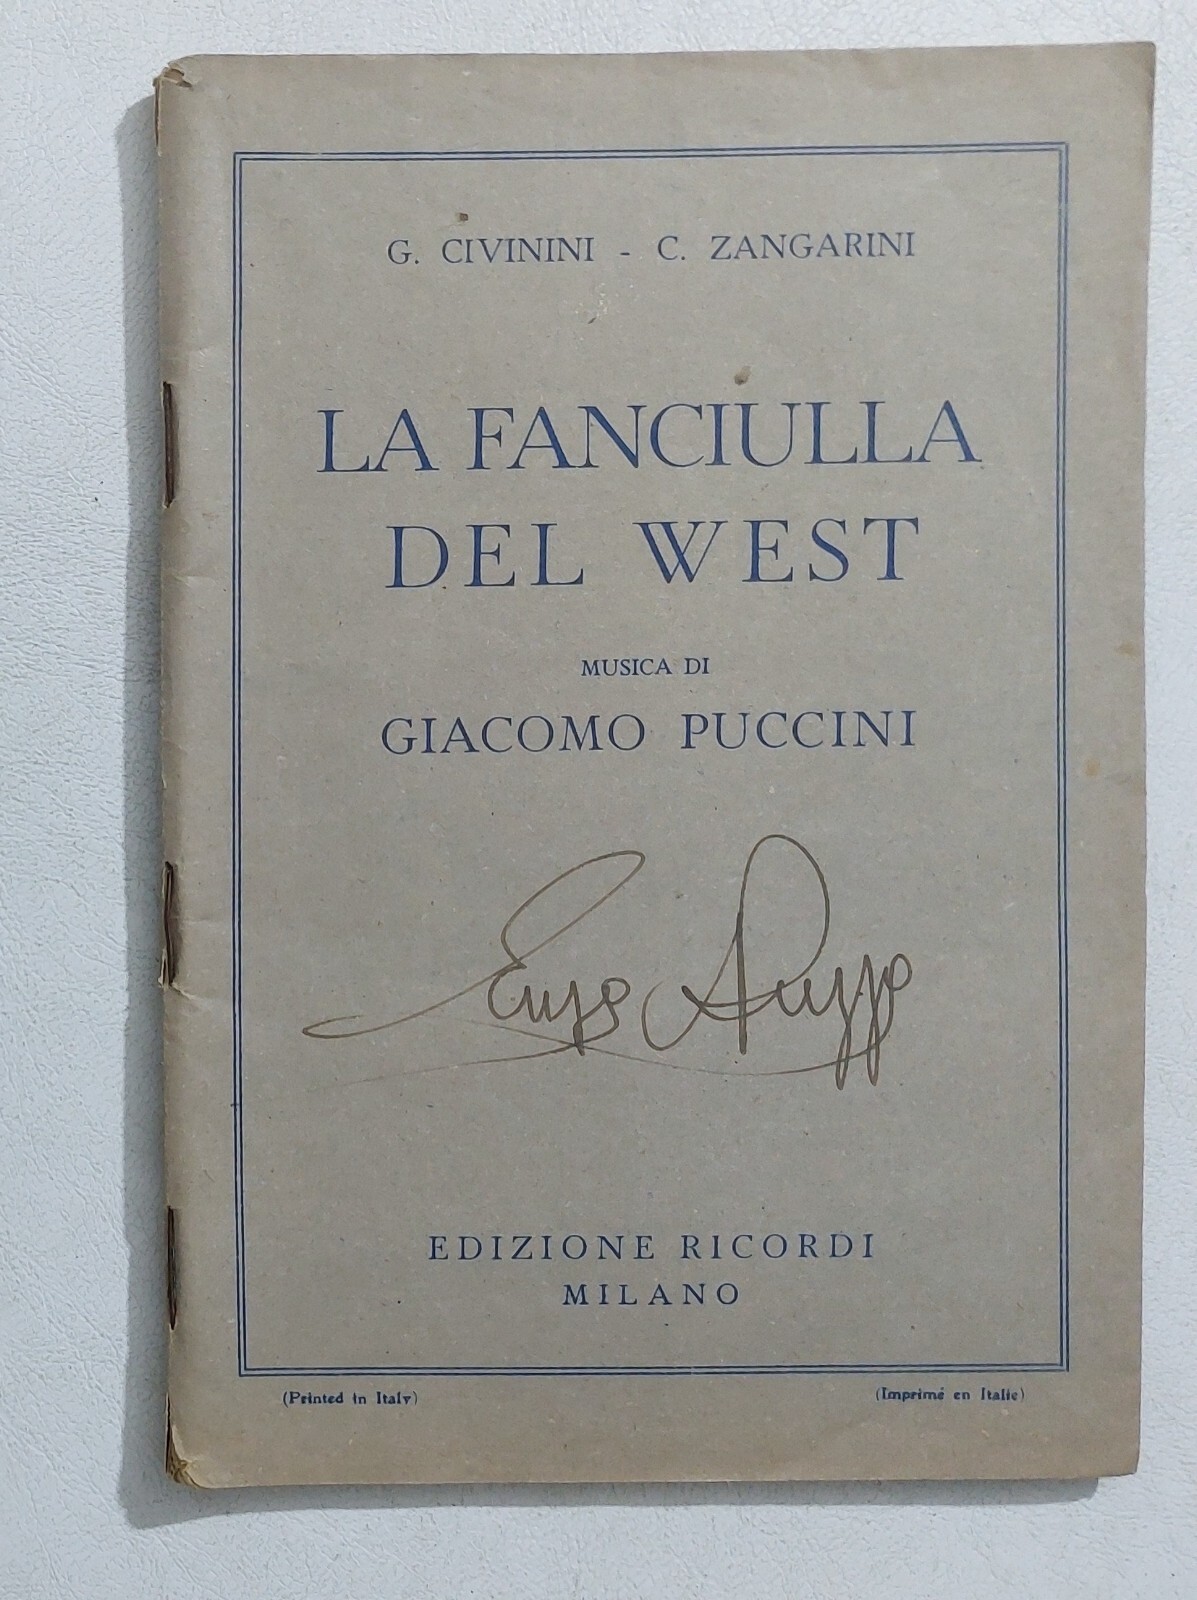 G. CIVININI - C. ZANGARINI
LA FANCIULLA
DEL WEST
MUSICA DI
GIACOMO PUCCINI
Enzo
EDIZIONE RICORDI
MILANO
(Printed in Italy)
(Imprimé en Italie)